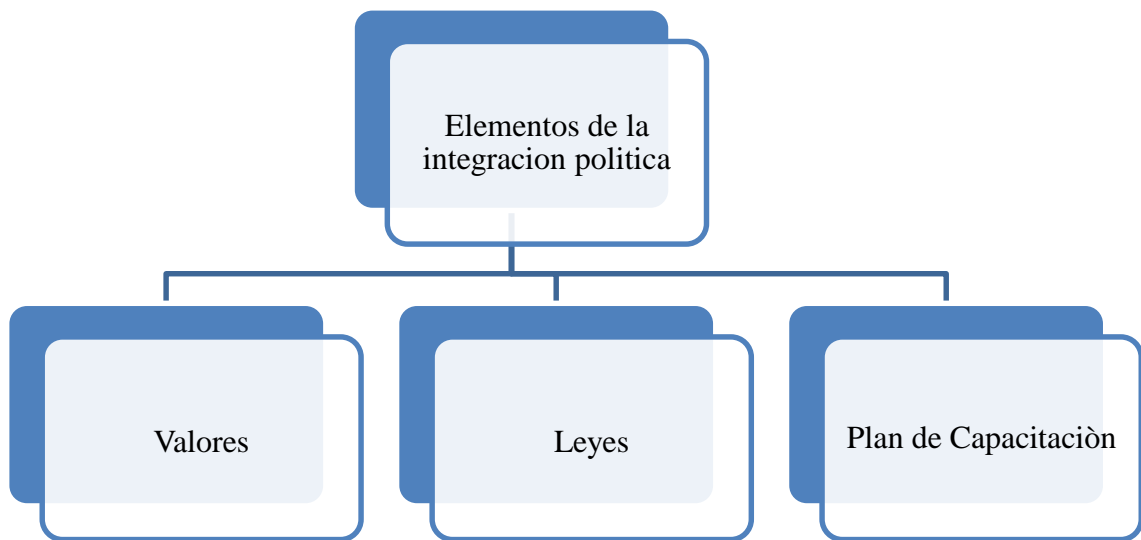 Elementos de la
integracion politica
Valores
Leyes
Plan de Capacitaciòn